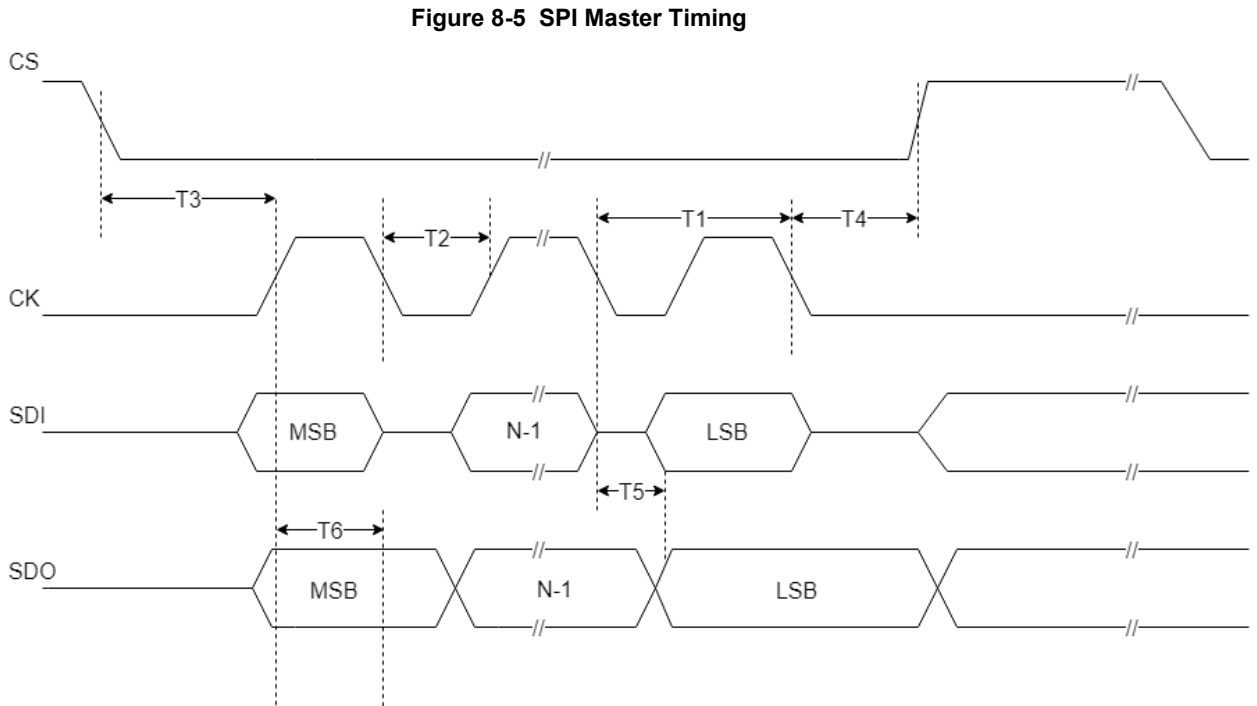 Figure 8-5 SPI Master Timing
CS
//
//
T3
T2
T1
T4
//
CK
//
SDI
//
//
MSB
N-1
LSB
//
//
T5
T6
SDO
//
//
MSB
N-1
LSB
//
//